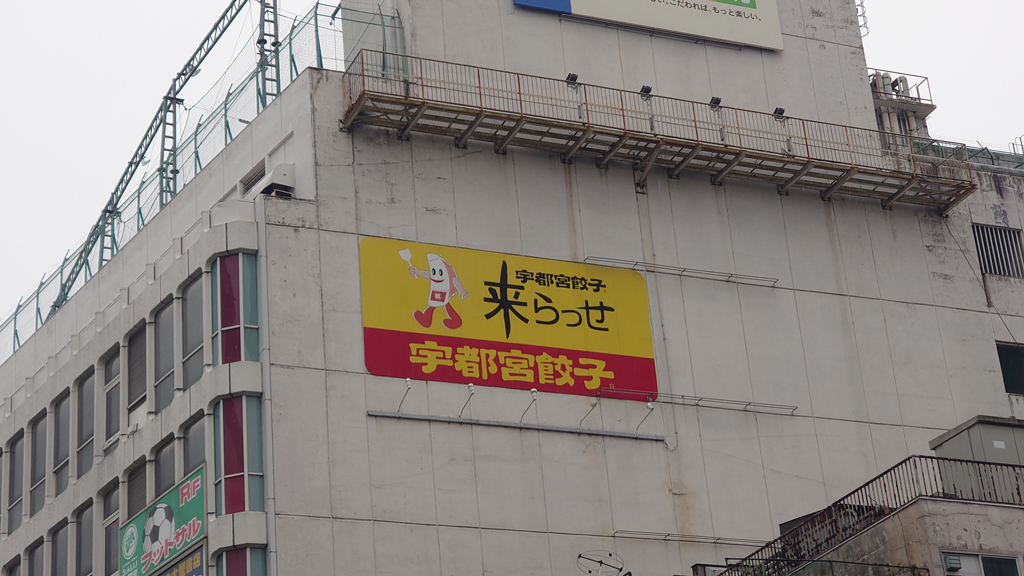 こだわれば、もっと楽しい。
宇都宮餃子
来らっせ
宇都宮餃子
RF
フットサル